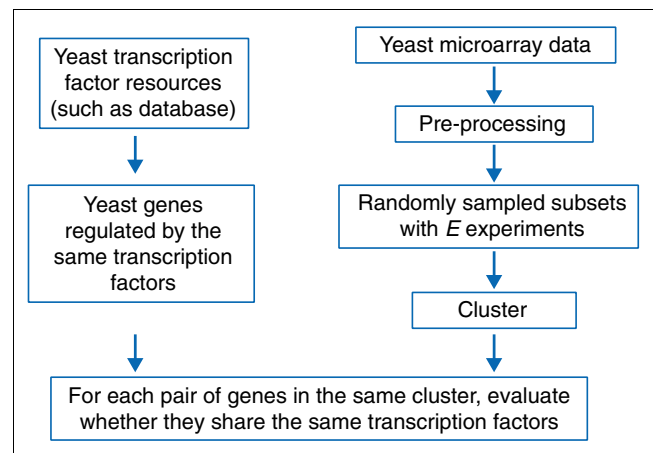 Yeast transcription
factor resources
(such as database)
Yeast genes
regulated by the
same transcription
factors
Yeast microarray data
Pre-processing
Randomly sampled subsets
with E experiments
Cluster
For each pair of genes in the same cluster, evaluate
whether they share the same transcription factors